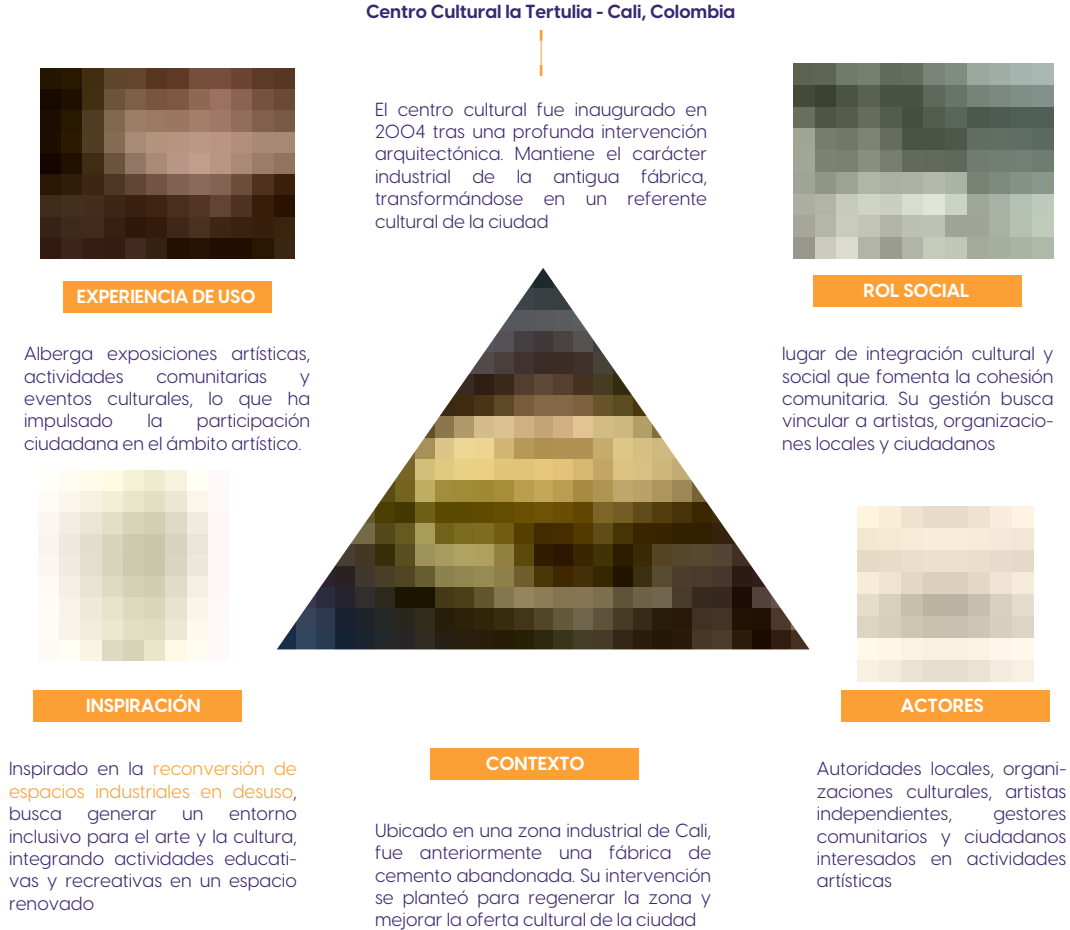 Centro Cultural la Tertulia - Cali, Colombia
El centro cultural fue inaugurado en
2004 tras una profunda intervención
arquitectónica. Mantiene el carácter
industrial de la antigua fábrica,
transformándose en un referente
cultural de la ciudad
EXPERIENCIA DE USO
Alberga exposiciones artísticas,
actividades comunitarias y
eventos culturales, lo que ha
impulsado la participación
ciudadana en el ámbito artístico.
ROL SOCIAL
lugar de integración cultural y
social que fomenta la cohesión
comunitaria. Su gestión busca
vincular a artistas, organizacio-
nes locales y ciudadanos
INSPIRACIÓN
Inspirado en la reconversión de
espacios industriales en desuso,
busca generar un entorno
inclusivo para el arte y la cultura,
integrando actividades educati-
vas y recreativas en un espacio
renovado
CONTEXTO
Ubicado en una zona industrial de Cali,
fue anteriormente una fábrica de
cemento abandonada. Su intervención
se planteó para regenerar la zona y
mejorar la oferta cultural de la ciudad
ACTORES
Autoridades locales, organi-
zaciones culturales, artistas
independientes, gestores
comunitarios y ciudadanos
interesados en actividades
artísticas